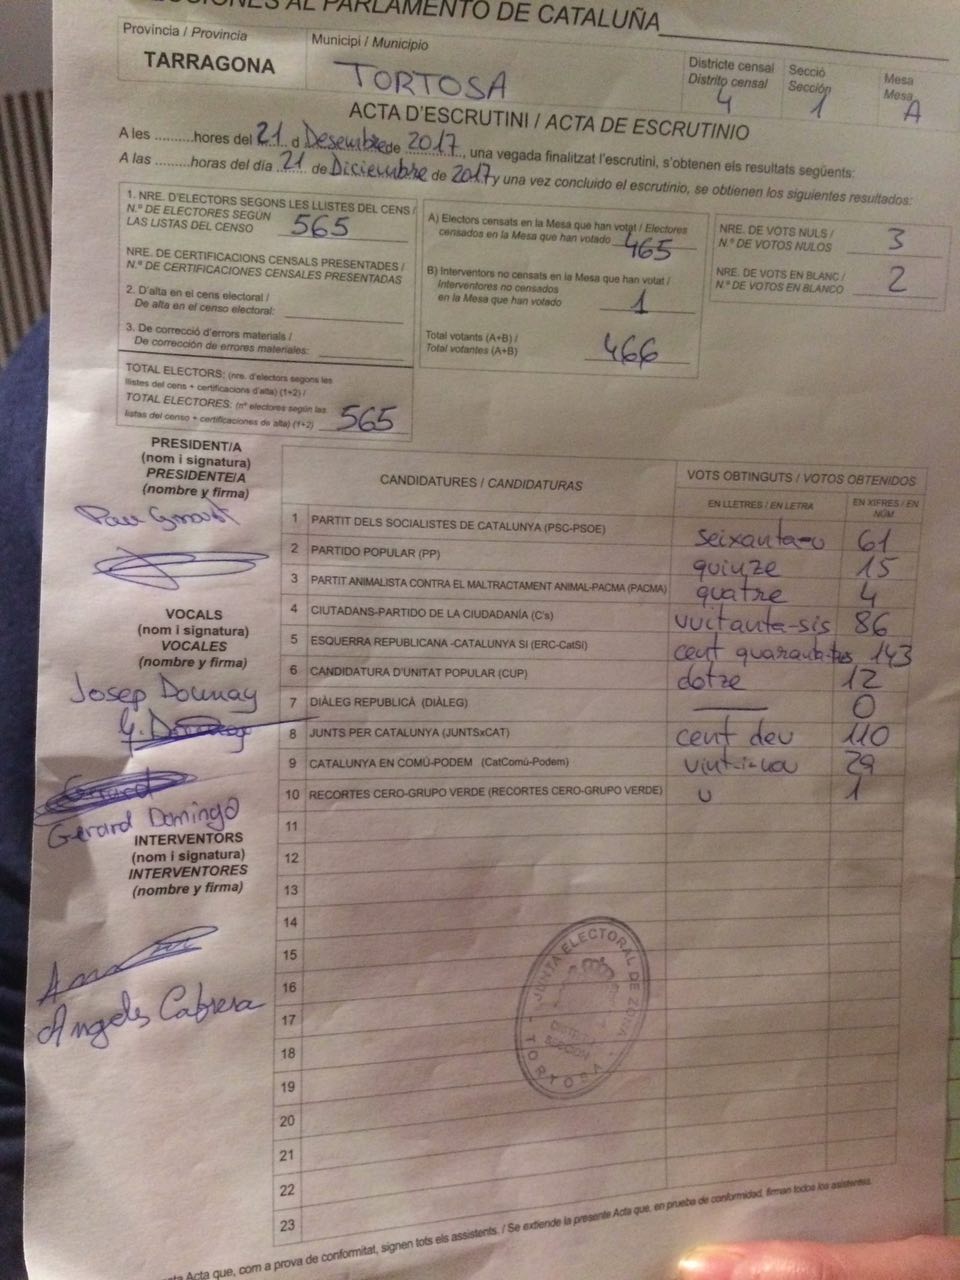 ECCIONES AL PARLAMENTO DE CATALUÑA
Província / Provincia
TARRAGONA
Municipi / Municipio
TORTOSA
Districte censal
Distrito censal
4
Secció
Sección
1
Mesa
Mesa
A
ACTA D'ESCRUTINI / ACTA DE ESCRUTINIO
A les .........hores del 21 d Desembre de 2017, una vegada finalitzat l'escrutini, s'obtenen els resultats següents:
A las .........horas del día 21 de Diciembre de 2017 y una vez concluido el escrutinio, se obtienen los siguientes resultados:
1. NRE. D'ELECTORS SEGONS LES LLISTES DEL CENS /
N.º DE ELECTORES SEGÚN
LAS LISTAS DEL CENSO 565
NRE. DE CERTIFICACIONS CENSALS PRESENTADES /
N.º DE CERTIFICACIONES CENSALES PRESENTADAS
2. D'alta en el cens electoral /
De alta en el censo electoral:
3. De correcció d'errors materials /
De corrección de errores materiales:
TOTAL ELECTORS: (nre. d'electors segons les
llistes del cens + certificacions d'alta) (1+2) /
TOTAL ELECTORES: (nº electores según las
listas del censo + certificaciones de alta) (1+2) 565
A) Electors censats en la Mesa que han votat / Electores
censados en la Mesa que han votado 465
B) Interventors no censats en la Mesa que han votat /
Interventores no censados
en la Mesa que han votado 1
Total votants (A+B) /
Total votantes (A+B) 466
NRE. DE VOTS NULS /
N.º DE VOTOS NULOS 3
NRE. DE VOTS EN BLANC /
N.º DE VOTOS EN BLANCO 2
PRESIDENT/A
(nom i signatura)
PRESIDENTE/A
(nombre y firma)
Pau
VOCALS
(nom i signatura)
VOCALES
(nombre y firma)
Josep
Gerard Domingo
INTERVENTORS
(nom i signatura)
INTERVENTORES
(nombre y firma)
Àngels Cabrera
CANDIDATURES / CANDIDATURAS
VOTS OBTINGUTS / VOTOS OBTENIDOS
EN LLETRES / EN LETRA
EN XIFRES / EN NÚM
1 PARTIT DELS SOCIALISTES DE CATALUNYA (PSC-PSOE) seixanta-u 61
2 PARTIDO POPULAR (PP) quinze 15
3 PARTIT ANIMALISTA CONTRA EL MALTRACTAMENT ANIMAL-PACMA (PACMA) quatre 4
4 CIUTADANS-PARTIDO DE LA CIUDADANÍA (C's) vuitanta-sis 86
5 ESQUERRA REPUBLICANA -CATALUNYA SI (ERC-CatSí) cent quaranta-tres 143
6 CANDIDATURA D'UNITAT POPULAR (CUP) dotze 12
7 DIÀLEG REPUBLICÀ (DIÀLEG) 0
8 JUNTS PER CATALUNYA (JUNTSxCAT) cent deu 110
9 CATALUNYA EN COMÚ-PODEM (CatComú-Podem) vint-i-nou 29
10 RECORTES CERO-GRUPO VERDE (RECORTES CERO-GRUPO VERDE) u 1
11
12
13
14
15
16
17
18
19
20
21
22
23
JUNTA ELECTORAL DE ZONA
SECCIÓN
- TORTOSA -
Acta que, com a prova de conformitat, signen tots els assistents. / Se extiende la presente Acta que, en prueba de conformidad, firman todos los asistentes.